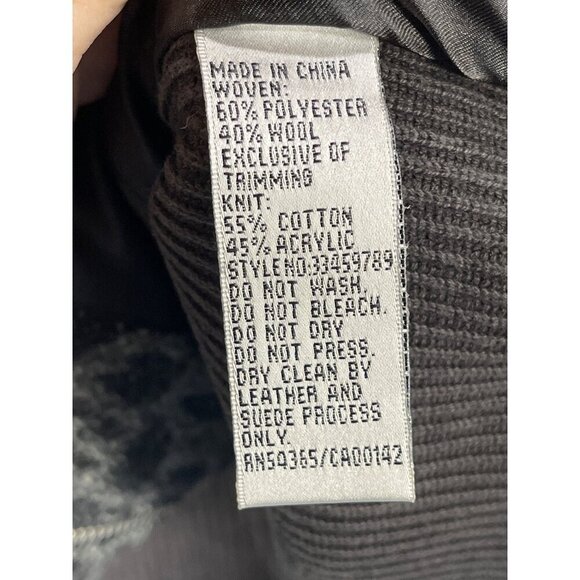 MADE IN CHINA
WOVEN:
60% POLYESTER
40% WOOL
EXCLUSIVE OF
TRIMMING
KNIT:
55% COTTON
45% ACRYLIC
STYLENO:33459789
DO NOT WASH.
DO NOT BLEACH.
DO NOT DRY
DO NOT PRESS.
DRY CLEAN BY
LEATHER AND
SUEDE PROCESS
ONLY.
RN54365/CA00142